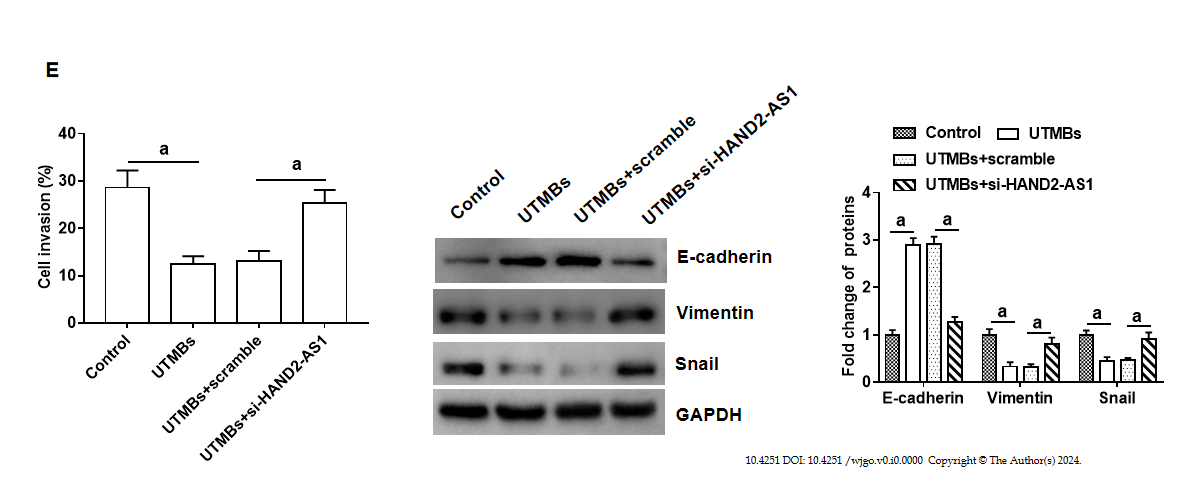 E
Cell invasion (%)
40
30
20
10
0
a
a
Control
UTMBs
UTMBs+scramble
UTMBs+si-HAND2-AS1
Control
UTMBs
UTMBs+scramble
UTMBs+si-HAND2-AS1
E-cadherin
Vimentin
Snail
GAPDH
Control
UTMBs
UTMBs+scramble
UTMBs+si-HAND2-AS1
Fold change of proteins
4
3
2
1
0
a
a
a
a
a
a
E-cadherin
Vimentin
Snail
10.4251 DOI: 10.4251 /wjgo.v0.i0.0000 Copyright © The Author(s) 2024.